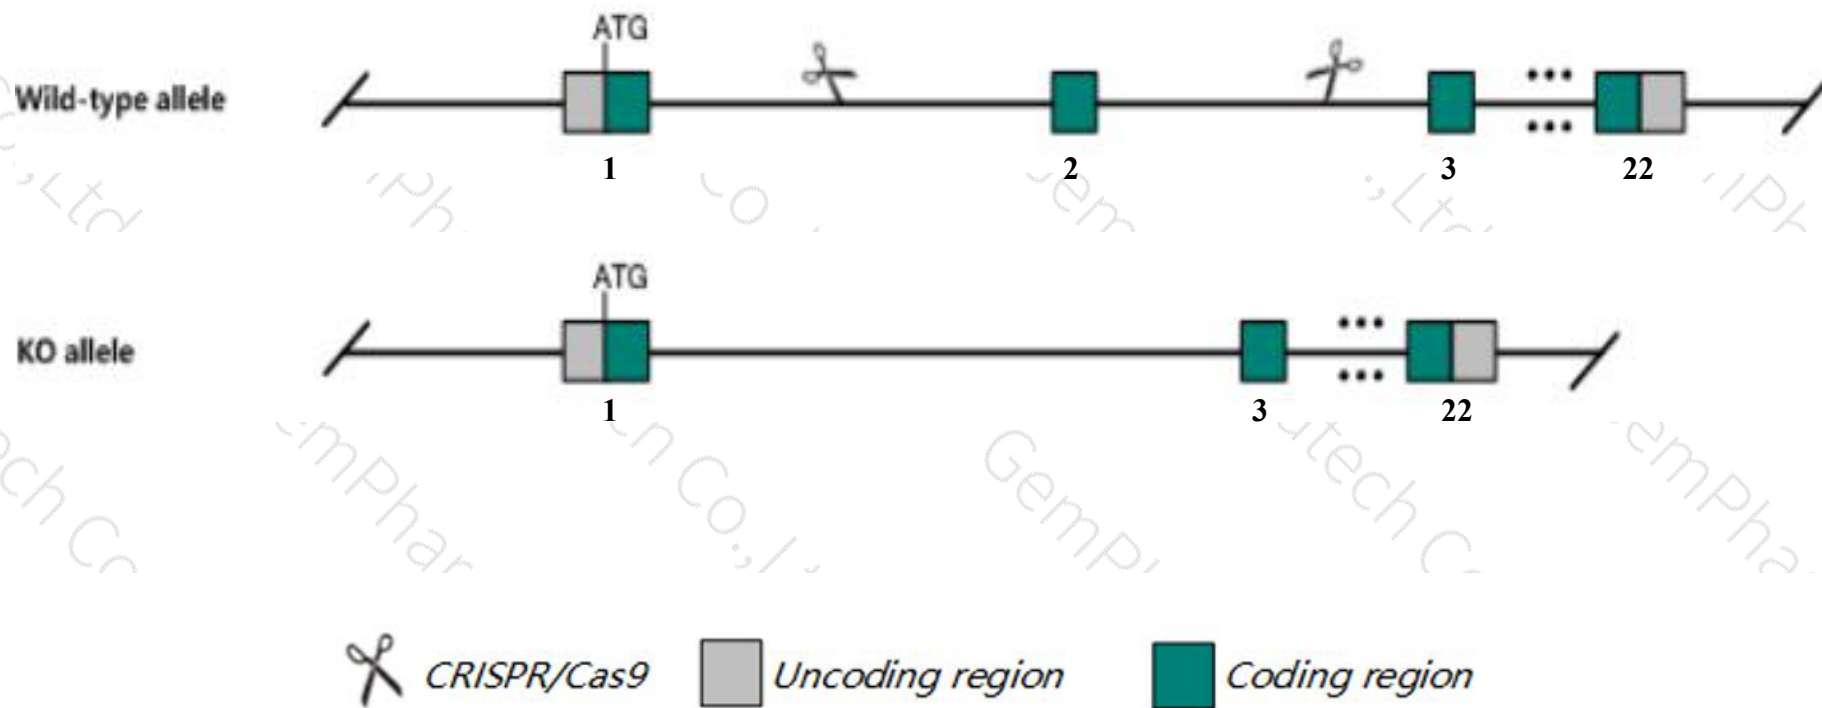 ATG
Wild-type allele
1 2 3 22
ATG
KO allele
1 3 22
CRISPR/Cas9 Uncoding region Coding region